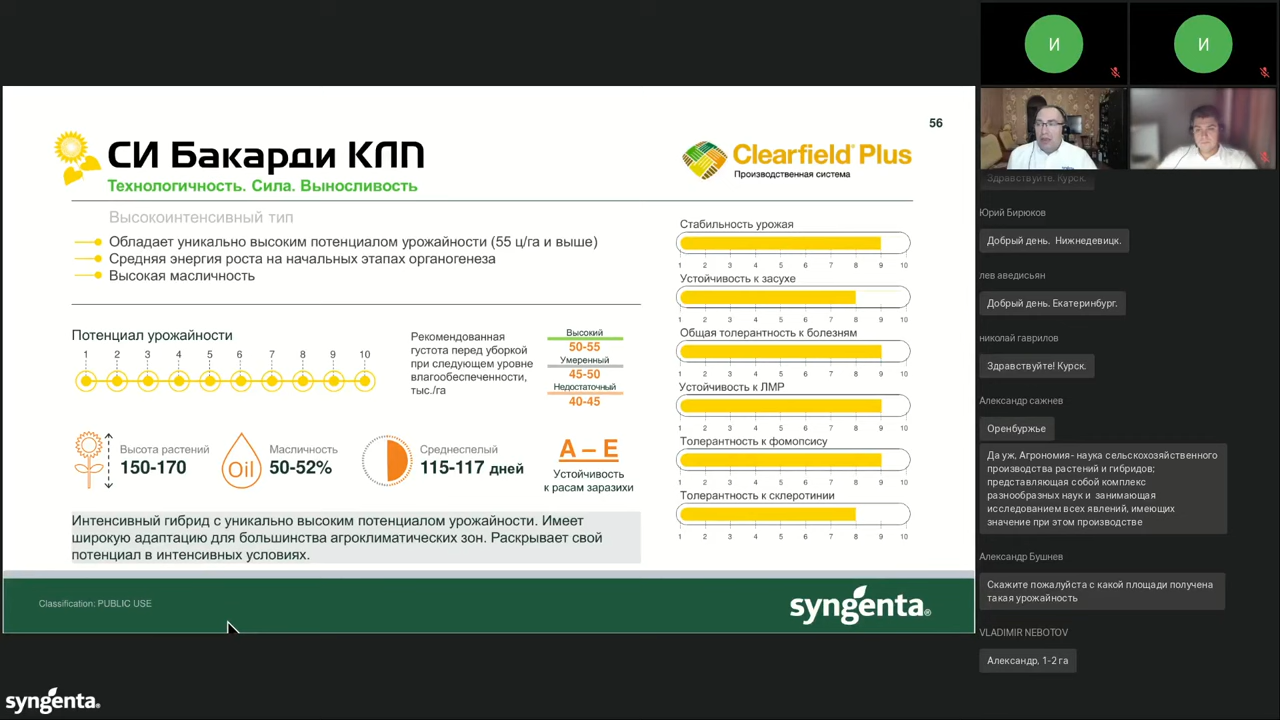 56
СИ Бакарди КЛП
Технологичность. Сила. Выносливость
Clearfield® Plus
Производственная система
Высокоинтенсивный тип
Обладает уникально высоким потенциалом урожайности (55 ц/га и выше)
Средняя энергия роста на начальных этапах органогенеза
Высокая масличность
Потенциал урожайности
1 2 3 4 5 6 7 8 9 10
Рекомендованная
густота перед уборкой
при следующем уровне
влагообеспеченности,
тыс./га
Высокий
50-55
Умеренный
45-50
Недостаточный
40-45
Высота растений
150-170
Oil
Масличность
50-52%
Среднеспелый
115-117 дней
A – E
Устойчивость
к расам заразихи
Интенсивный гибрид с уникально высоким потенциалом урожайности. Имеет
широкую адаптацию для большинства агроклиматических зон. Раскрывает свой
потенциал в интенсивных условиях.
Стабильность урожая
1 2 3 4 5 6 7 8 9 10
Устойчивость к засухе
1 2 3 4 5 6 7 8 9 10
Общая толерантность к болезням
1 2 3 4 5 6 7 8 9 10
Устойчивость к ЛМР
1 2 3 4 5 6 7 8 9 10
Толерантность к фомопсису
1 2 3 4 5 6 7 8 9 10
Толерантность к склеротинии
1 2 3 4 5 6 7 8 9 10
Classification: PUBLIC USE
syngenta®
syngenta.
И
И
Здравствуите. Курск.
Юрий Бирюков
Добрый день. Нижнедевицк.
лев аведисьян
Добрый день. Екатеринбург.
николай гаврилов
Здравствуйте! Курск.
Александр сажнев
Оренбуржье
Да уж, Агрономия- наука сельскохозяйственного
производства растений и гибридов;
представляющая собой комплекс
разнообразных наук и занимающая
исследованием всех явлений, имеющих
значение при этом производстве
Александр Бушнев
Скажите пожалуйста с какой площади получена
такая урожайность
VLADIMIR NEBOTOV
Александр, 1-2 га